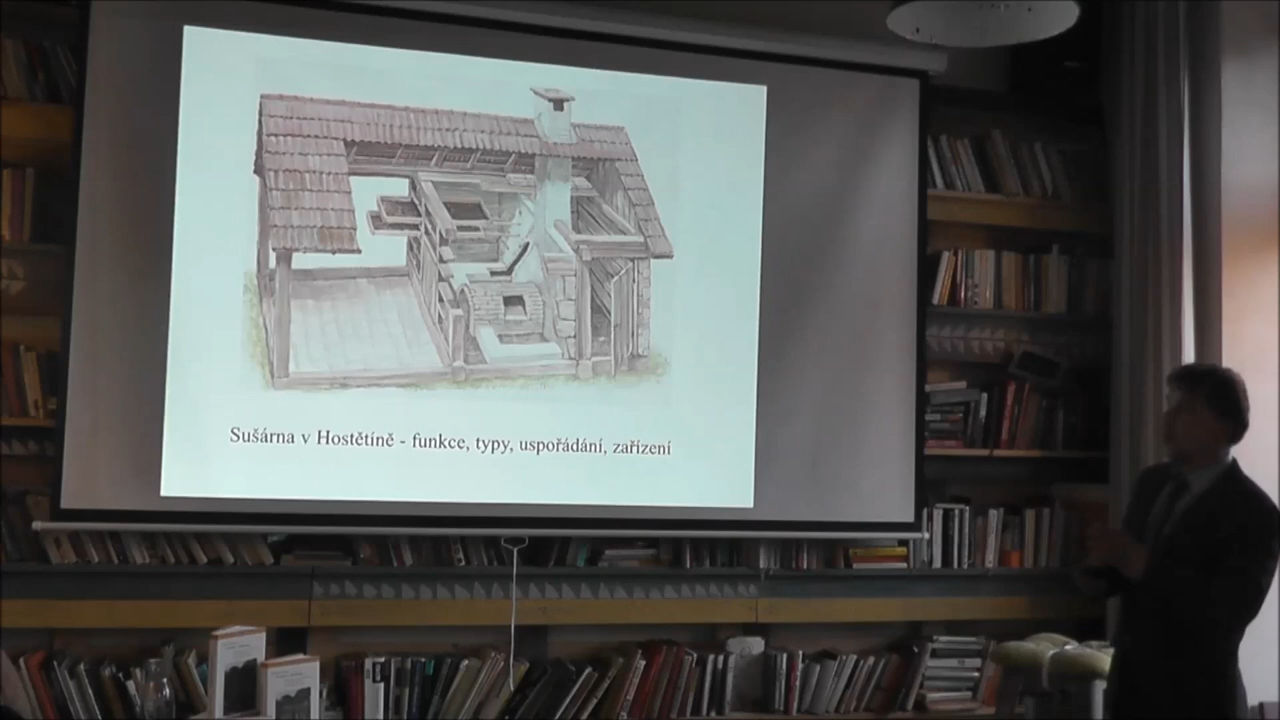 Sušárna v Hostětíně - funkce, typy, uspořádání, zařízení